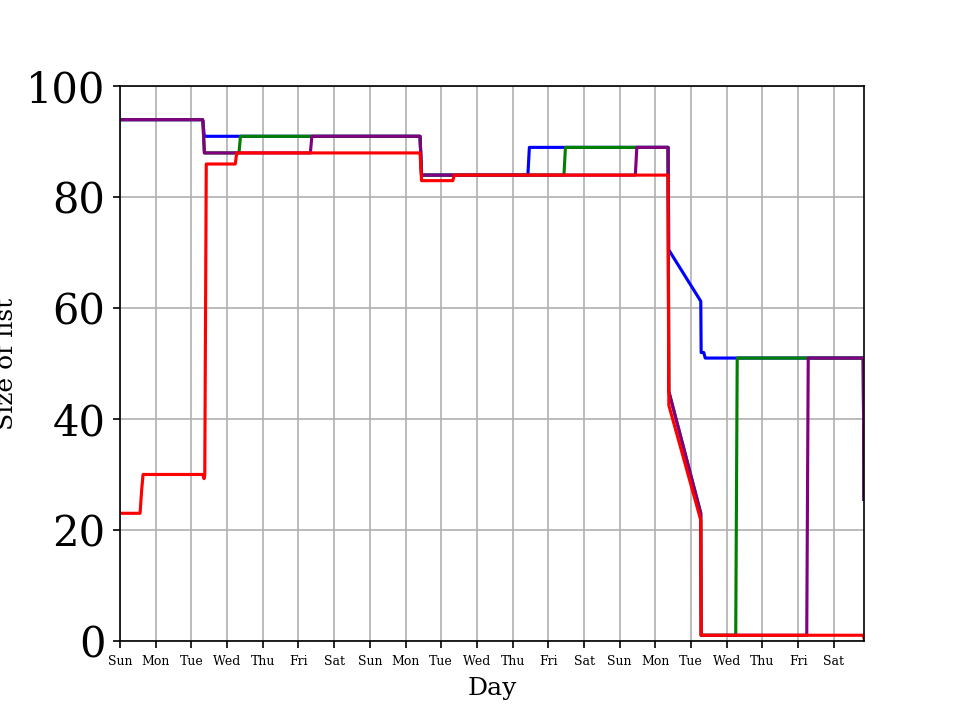 100
80
60
40
20
0
Size of list
Sun Mon Tue Wed Thu Fri Sat Sun Mon Tue Wed Thu Fri Sat Sun Mon Tue Wed Thu Fri Sat
Day